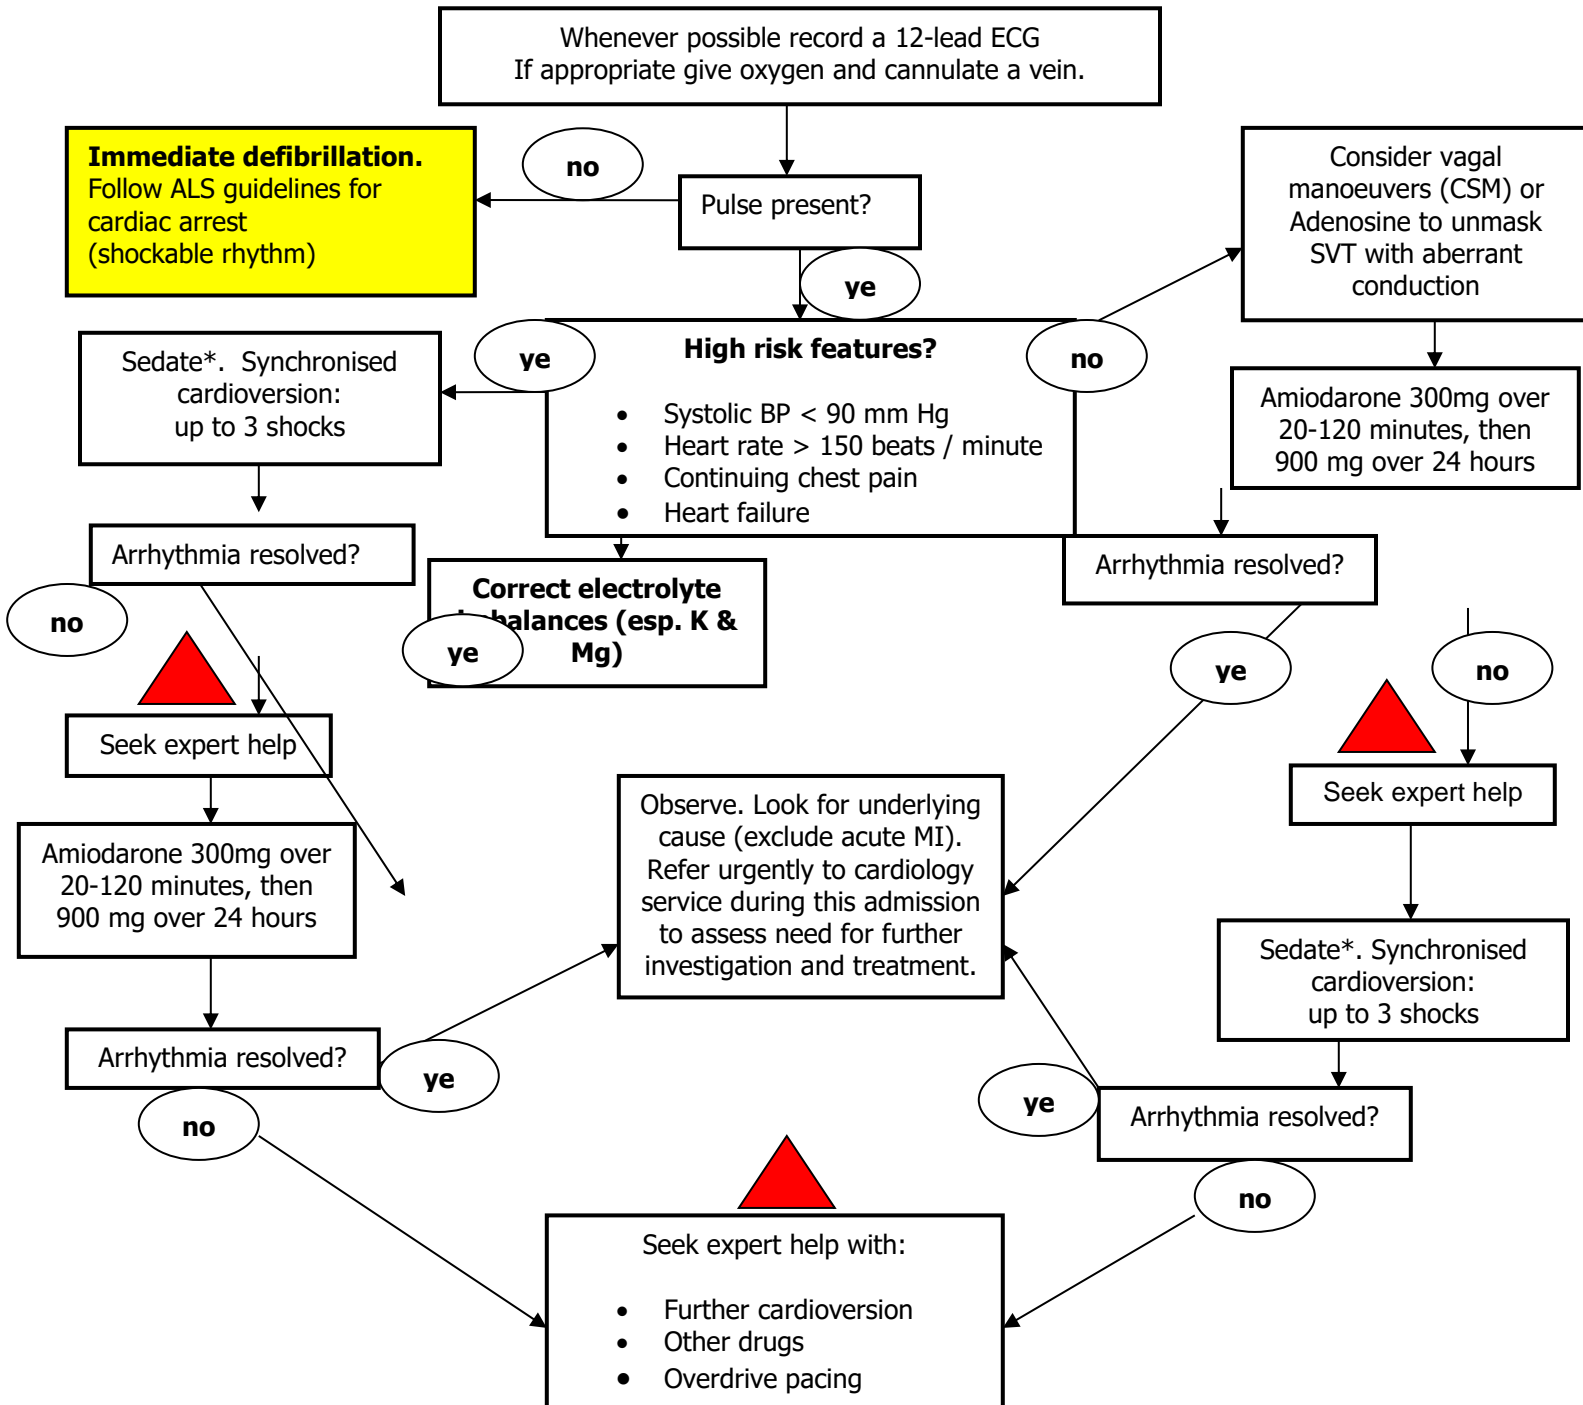 Whenever possible record a 12-lead ECG
If appropriate give oxygen and cannulate a vein.
Immediate defibrillation.
Follow ALS guidelines for
cardiac arrest
(shockable rhythm)
no
Pulse present?
ye
Consider vagal
manoeuvers (CSM) or
Adenosine to unmask
SVT with aberrant
conduction
Sedate*. Synchronised
cardioversion:
up to 3 shocks
ye
High risk features?
• Systolic BP < 90 mm Hg
• Heart rate > 150 beats / minute
• Continuing chest pain
• Heart failure
no
Amiodarone 300mg over
20-120 minutes, then
900 mg over 24 hours
Arrhythmia resolved?
Correct electrolyte
(esp. K &
Mg)
Arrhythmia resolved?
no
ye
ye
no
Seek expert help
Seek expert help
Amiodarone 300mg over
20-120 minutes, then
900 mg over 24 hours
Observe. Look for underlying
cause (exclude acute MI).
Refer urgently to cardiology
service during this admission
to assess need for further
investigation and treatment.
Sedate*. Synchronised
cardioversion:
up to 3 shocks
Arrhythmia resolved?
ye
ye
Arrhythmia resolved?
no
no
Seek expert help with:
• Further cardioversion
• Other drugs
• Overdrive pacing